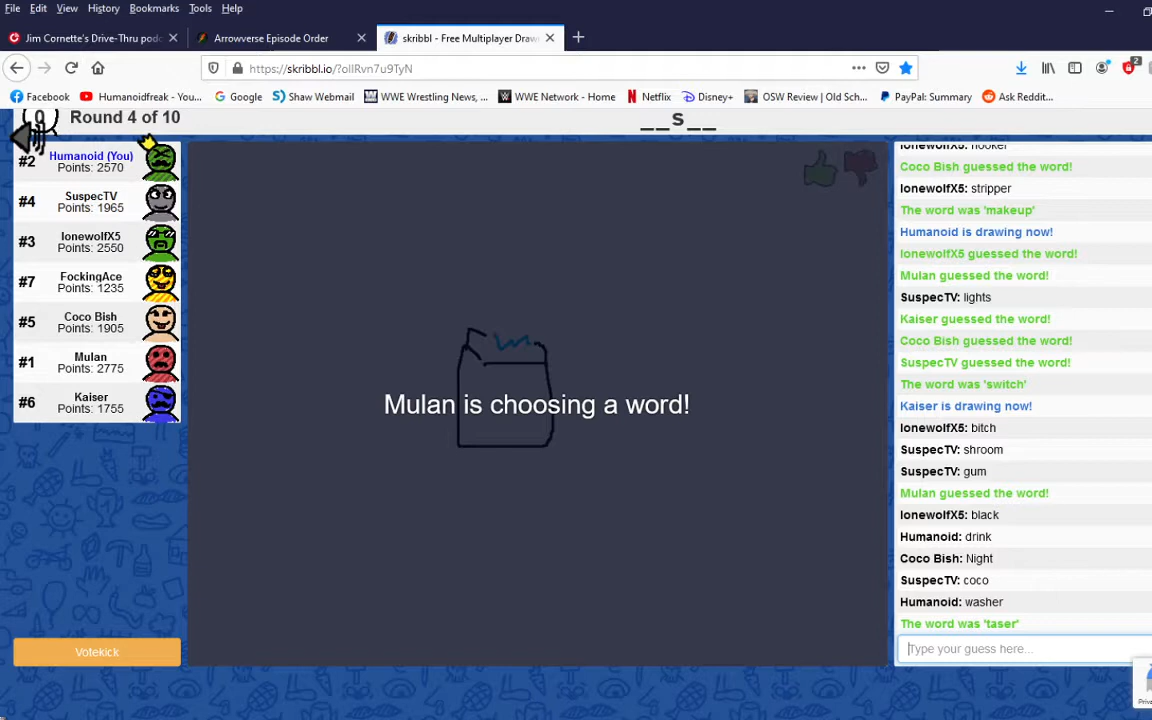 File Edit View History Bookmarks Tools Help
Jim Cornette's Drive-Thru pod
Arrowverse Episode Order
skribbl - Free Multiplayer Draw
https://skribbl.io/?olIRvn7u9TyN
2
Facebook
Humanoidfreak - You...
Google
Shaw Webmail
WWE Wrestling News, ...
WWE Network - Home
Netflix
Disney+
OSW Review | Old Sch...
PayPal: Summary
Ask Reddit...
0
Round 4 of 10
__s__
#2 Humanoid (You)
Points: 2570
#4 SuspecTV
Points: 1965
#3 lonewolfX5
Points: 2550
#7 FockingAce
Points: 1235
#5 Coco Bish
Points: 1905
#1 Mulan
Points: 2775
#6 Kaiser
Points: 1755
Votekick
Mulan is choosing a word!
lonewolfX5: hooker
Coco Bish guessed the word!
lonewolfX5: stripper
The word was 'makeup'
Humanoid is drawing now!
lonewolfX5 guessed the word!
Mulan guessed the word!
SuspecTV: lights
Kaiser guessed the word!
Coco Bish guessed the word!
SuspecTV guessed the word!
The word was 'switch'
Kaiser is drawing now!
lonewolfX5: bitch
SuspecTV: shroom
SuspecTV: gum
Mulan guessed the word!
lonewolfX5: black
Humanoid: drink
Coco Bish: Night
SuspecTV: coco
Humanoid: washer
The word was 'taser'
Type your guess here...